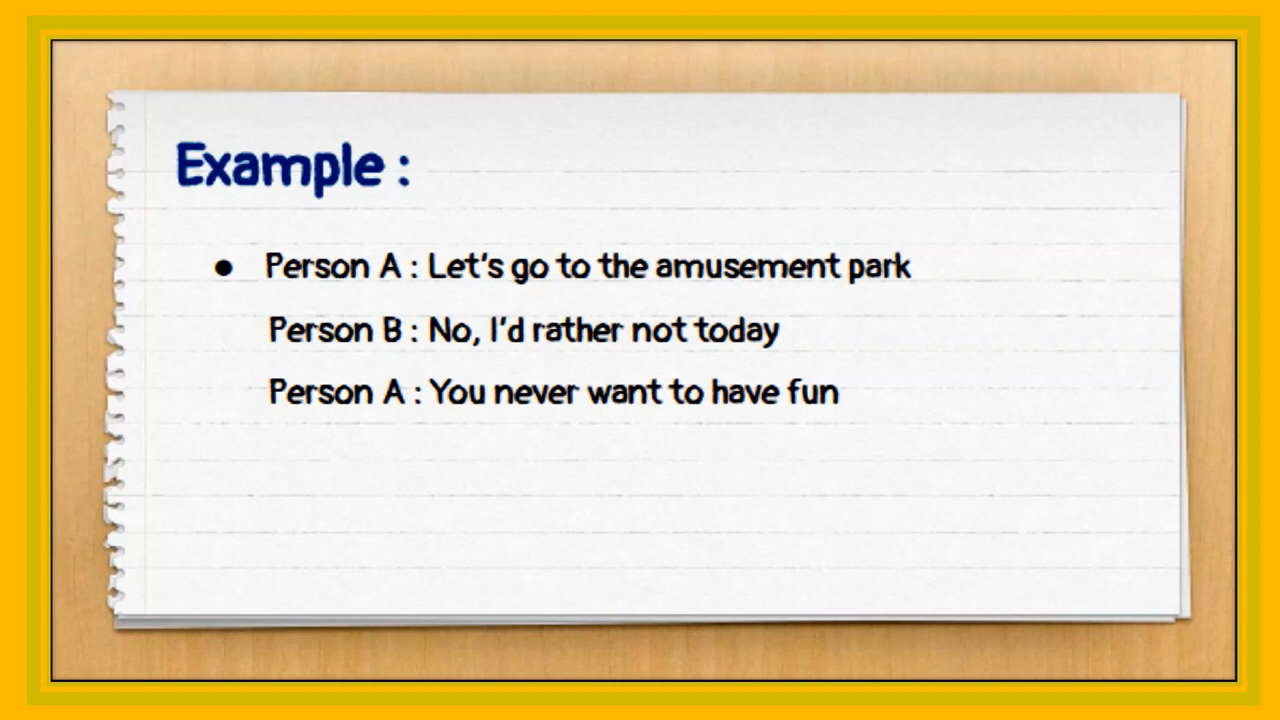 Example :
● Person A : Let's go to the amusement park
Person B : No, I'd rather not today
Person A : You never want to have fun